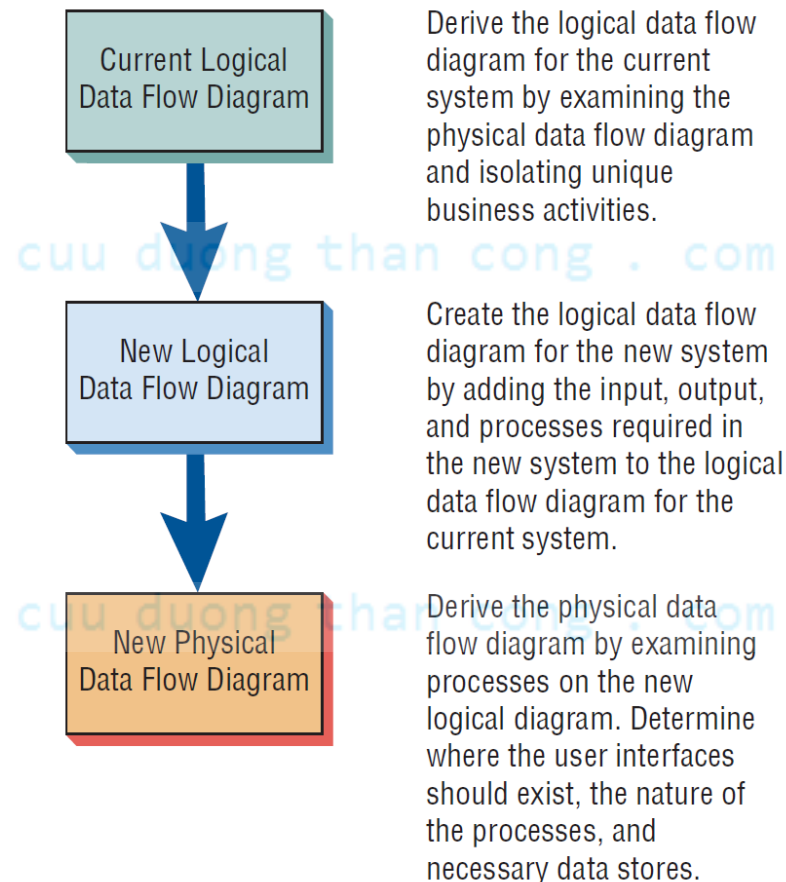 Current Logical
Data Flow Diagram
Derive the logical data flow
diagram for the current
system by examining the
physical data flow diagram
and isolating unique
business activities.
cuu duong than cong . com
New Logical
Data Flow Diagram
Create the logical data flow
diagram for the new system
by adding the input, output,
and processes required in
the new system to the logical
data flow diagram for the
current system.
cuu duong than cong . com
New Physical
Data Flow Diagram
Derive the physical data
flow diagram by examining
processes on the new
logical diagram. Determine
where the user interfaces
should exist, the nature of
the processes, and
necessary data stores.